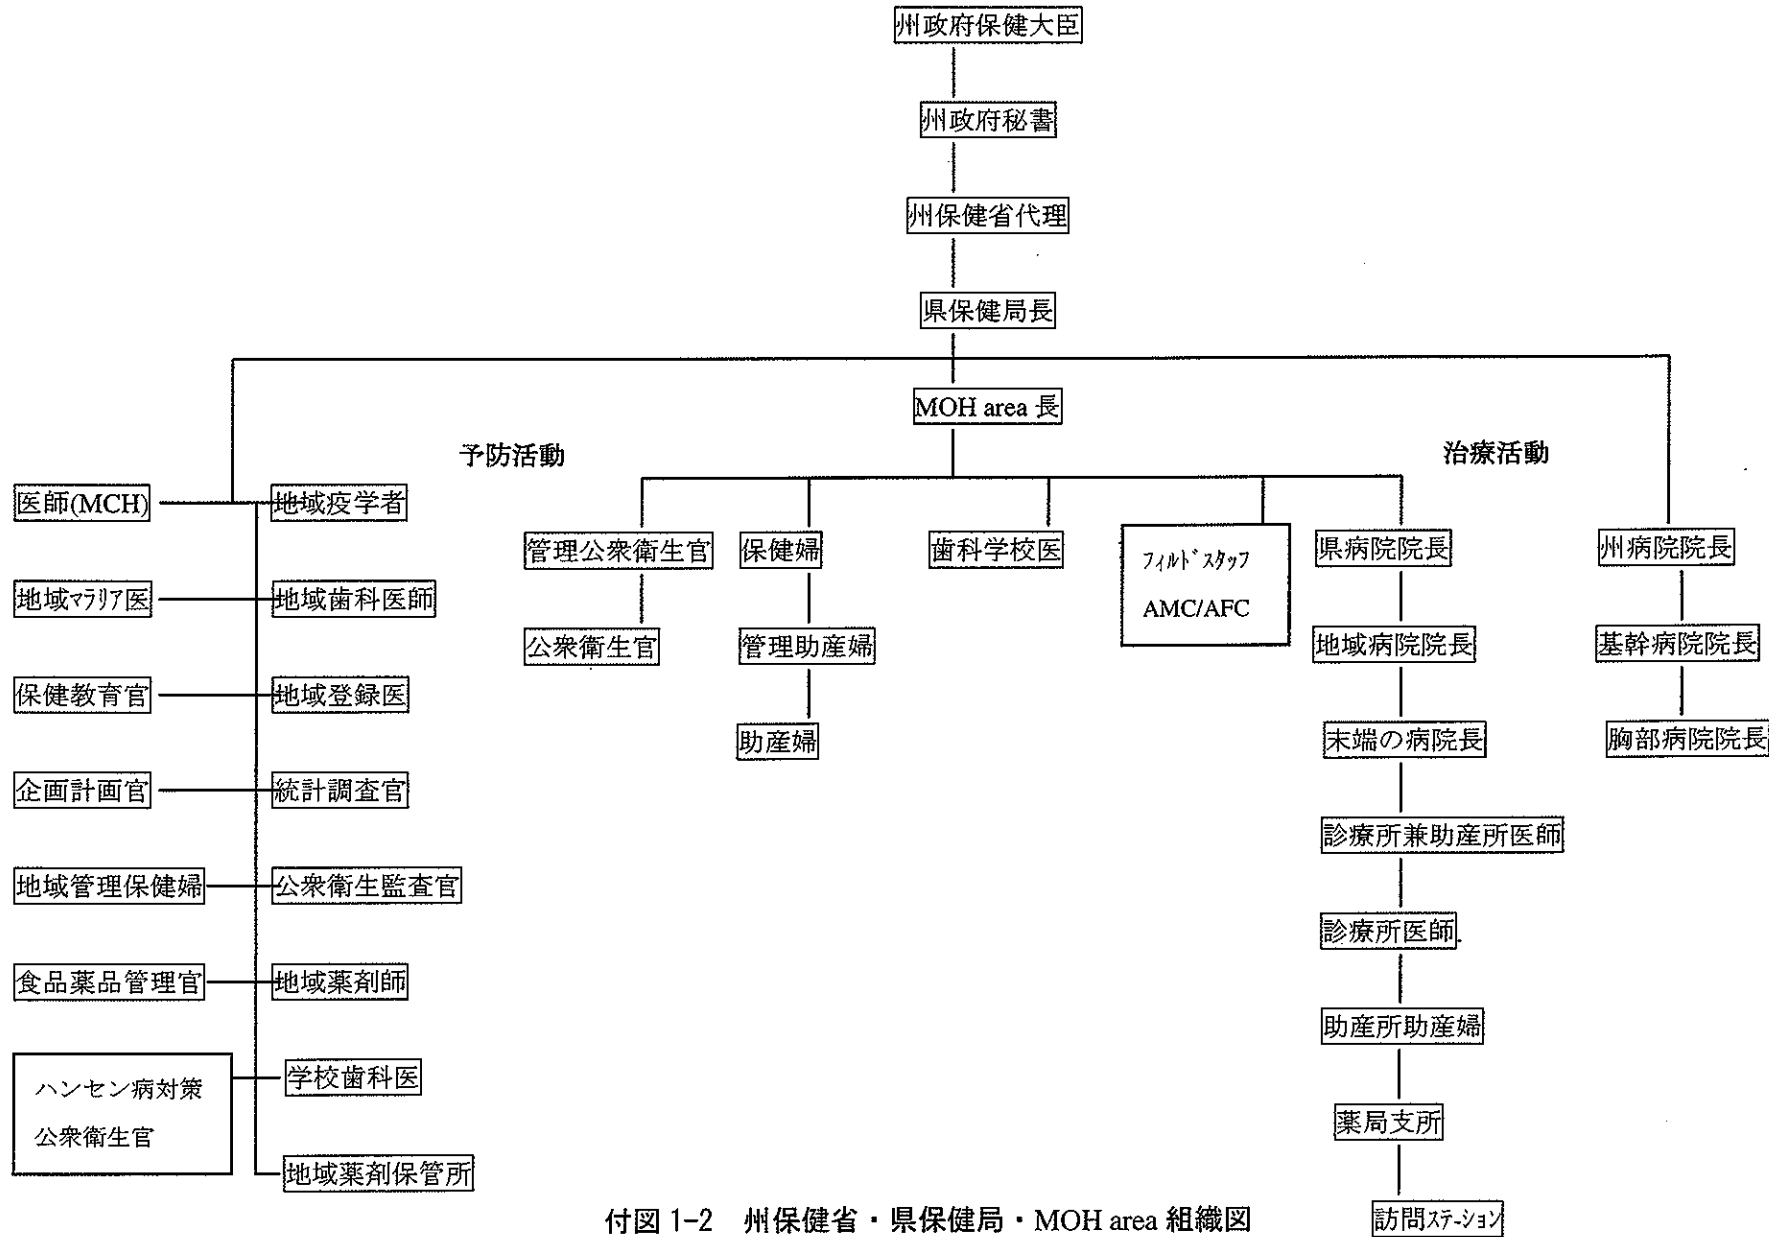 州政府保健大臣
州政府秘書
州保健省代理
県保健局長
MOH area 長
予防活動
治療活動
医師(MCH)
地域疫学者
地域マラリア医
地域歯科医師
保健教育官
地域登録医
企画計画官
統計調査官
地域管理保健婦
公衆衛生監査官
食品薬品管理官
地域薬剤師
ハンセン病対策
公衆衛生官
学校歯科医
地域薬剤保管所
管理公衆衛生官
公衆衛生官
保健婦
管理助産婦
助産婦
歯科学校医
フィルドスタッフ
AMC/AFC
県病院院長
地域病院院長
末端の病院長
診療所兼助産所医師
診療所医師
助産所助産婦
薬局支所
訪問ステーション
州病院院長
基幹病院院長
胸部病院院長
付図 1-2 州保健省・県保健局・MOH area 組織図